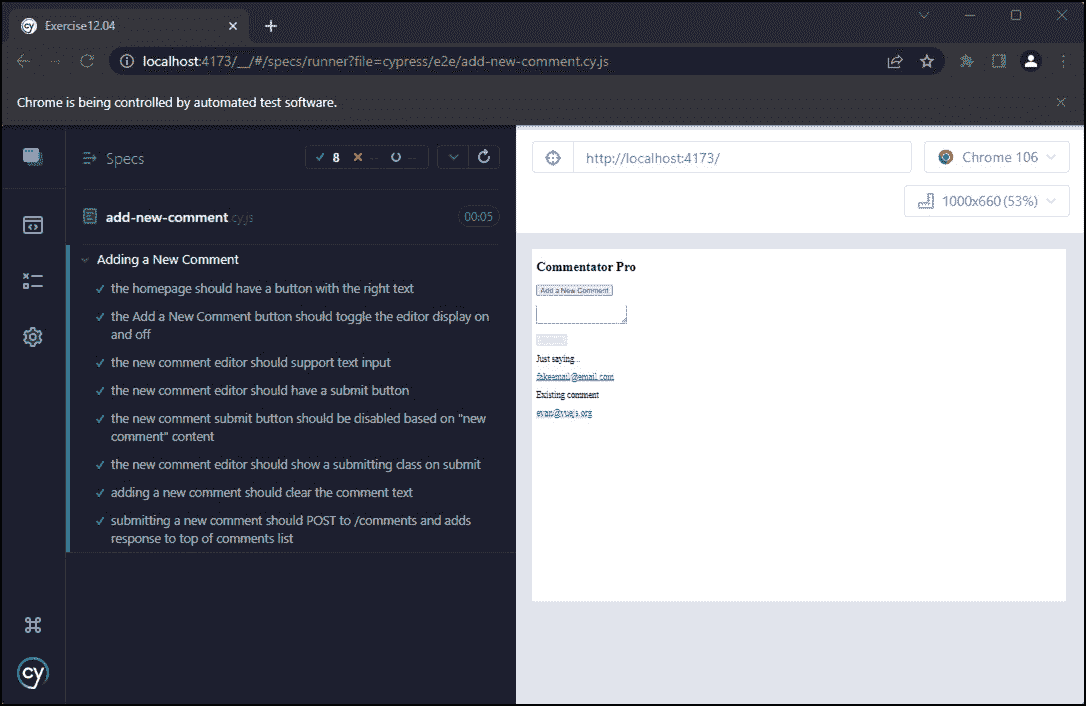 Exercise12.04
localhost:4173/__/#/specs/runner?file=cypress/e2e/add-new-comment.cy.js
Chrome is being controlled by automated test software.
Specs
8 -- --
add-new-comment.cy.js
00:05
Adding a New Comment
the homepage should have a button with the right text
the Add a New Comment button should toggle the editor display on
and off
the new comment editor should support text input
the new comment editor should have a submit button
the new comment submit button should be disabled based on "new
comment" content
the new comment editor should show a submitting class on submit
adding a new comment should clear the comment text
submitting a new comment should POST to /comments and adds
response to top of comments list
cy
http://localhost:4173/
Chrome 106
1000x660 (53%)
Commentator Pro
Add a New Comment
Just saying...
fakeemail@email.com
Existing comment
evan@vuejs.org